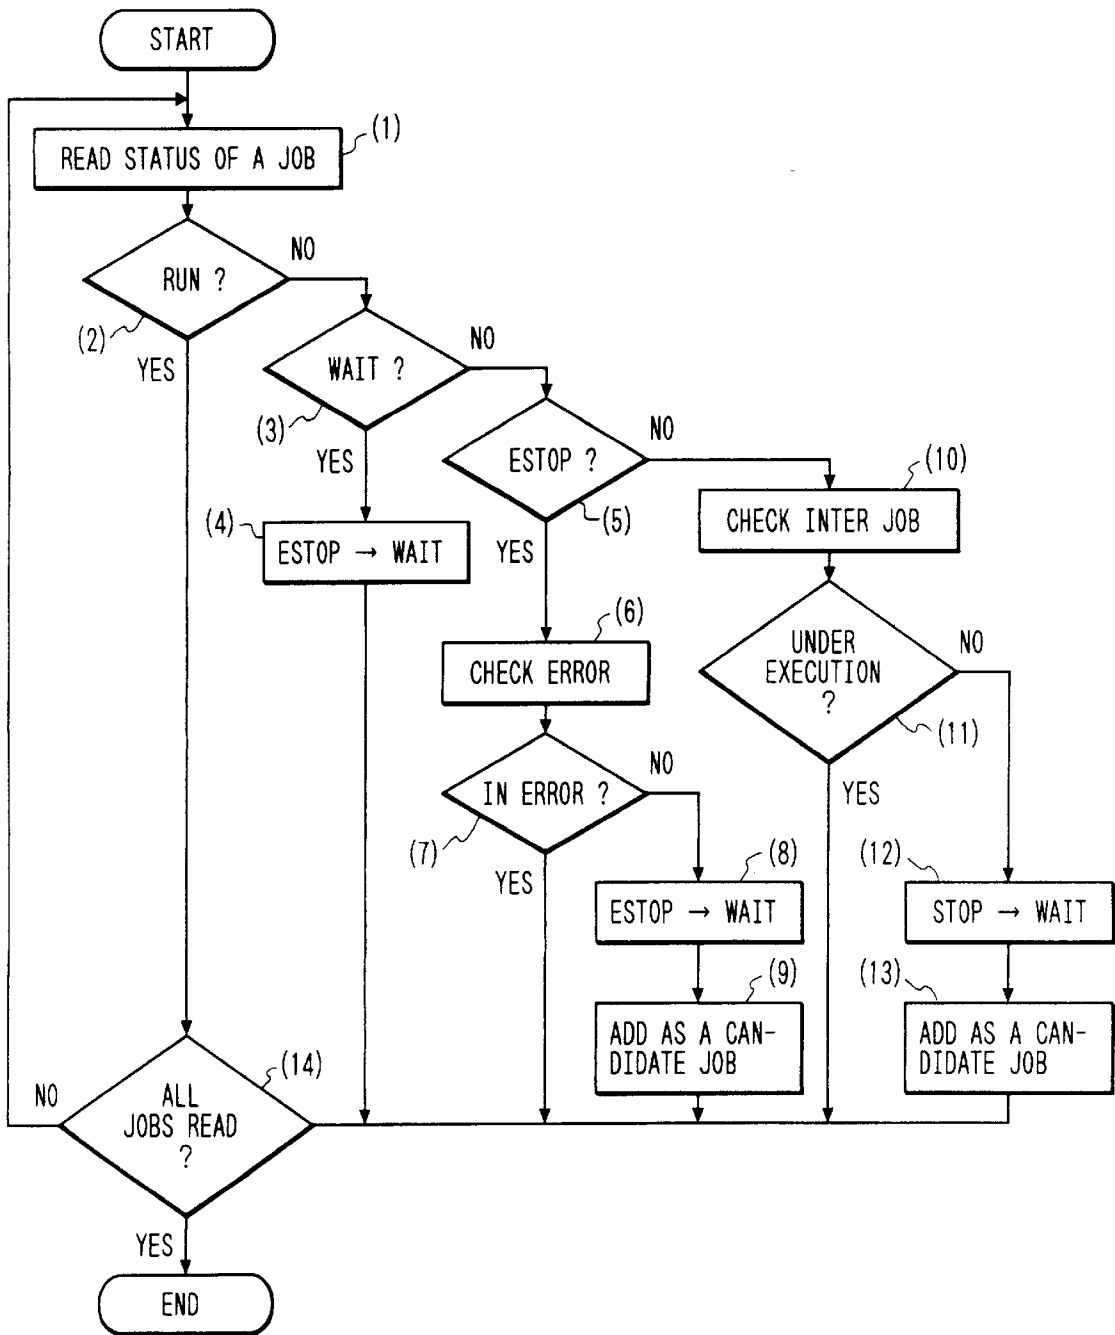 START
(1)
READ STATUS OF A JOB
NO
RUN ?
(2)
YES
NO
WAIT ?
(3)
YES
NO
ESTOP ?
(5)
YES
(10)
CHECK INTER JOB
(4)
ESTOP → WAIT
(6)
CHECK ERROR
UNDER
EXECUTION
?
NO
(11)
YES
NO
IN ERROR ?
(7)
YES
(8)
ESTOP → WAIT
(12)
STOP → WAIT
(9)
ADD AS A CAN-
DIDATE JOB
(13)
ADD AS A CAN-
DIDATE JOB
(14)
NO
ALL
JOBS READ
?
YES
END